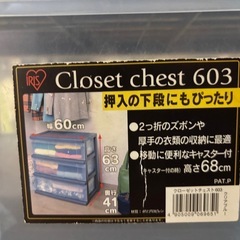 IRIS
Closet chest 603
押入の下段にもぴったり
幅60cm
高さ63cm
奥行41cm
●2つ折のズボンや
厚手の衣類の収納に最適
●移動に便利なキャスター付
(キャスター付の時)高さ68cm
PAT.P
クローゼットチェスト603